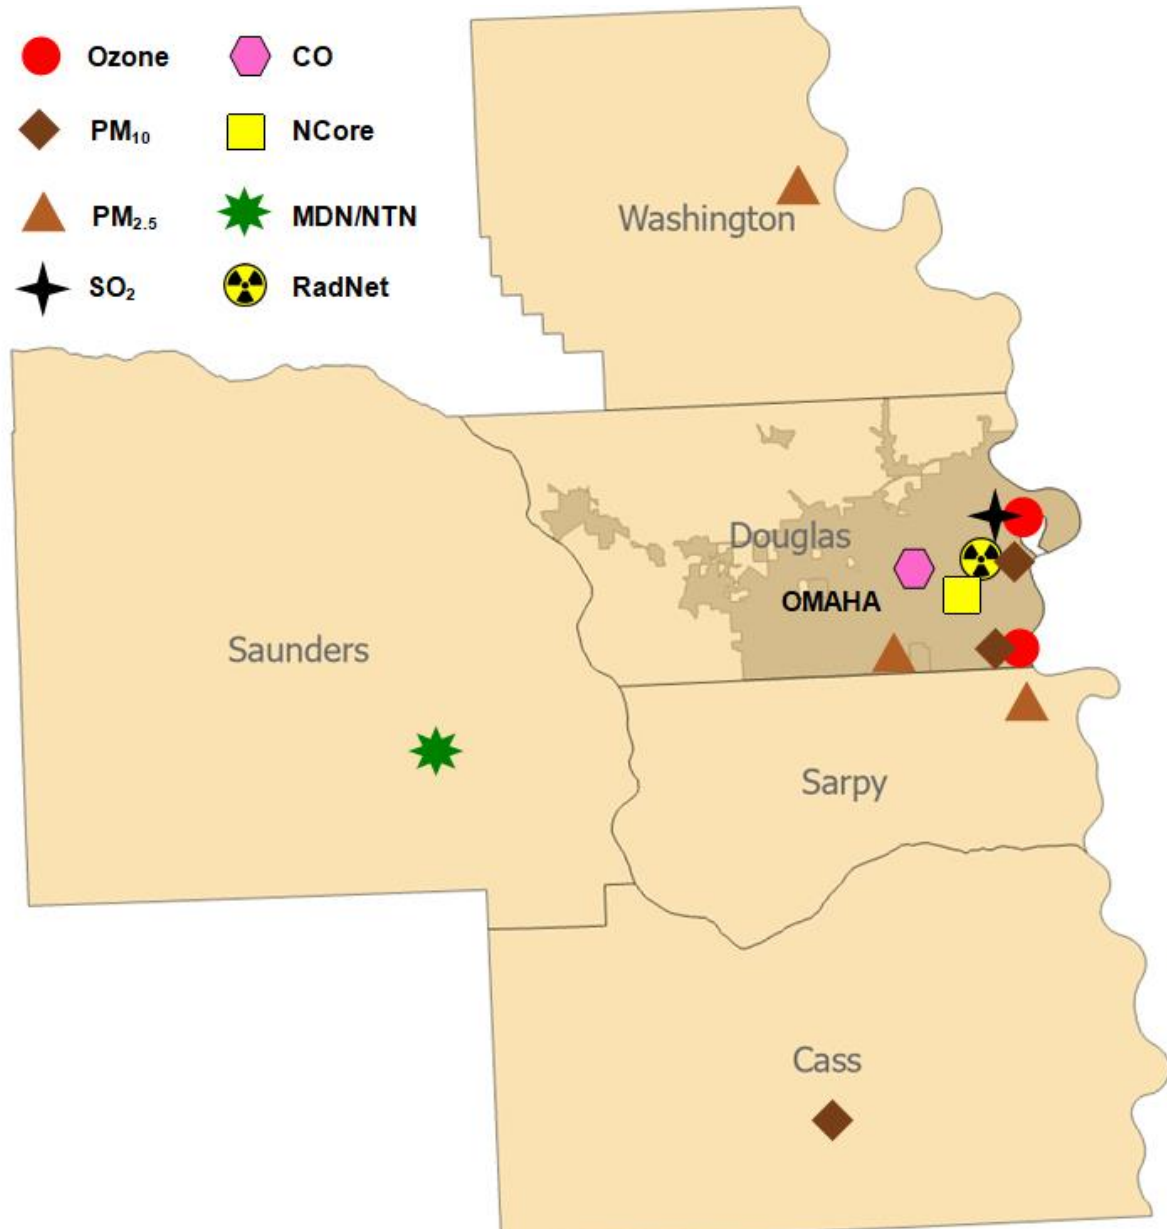 Ozone
CO
PM₁₀
NCore
PM₂.₅
MDN/NTN
SO₂
RadNet
Washington
Douglas
OMAHA
Saunders
Sarpy
Cass